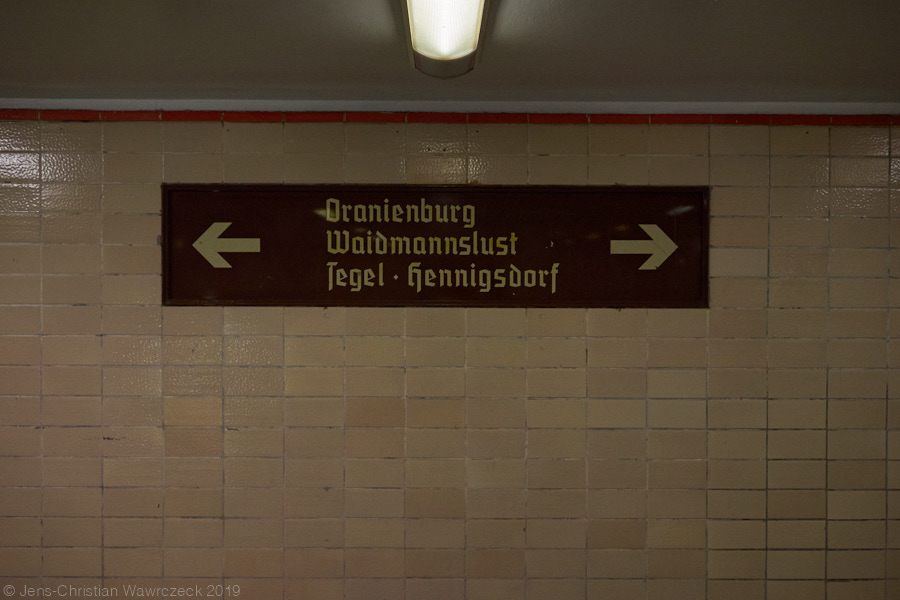 Oranienburg
Waidmannslust
Tegel · Hennigsdorf
© Jens-Christian Wawrczeck 2019